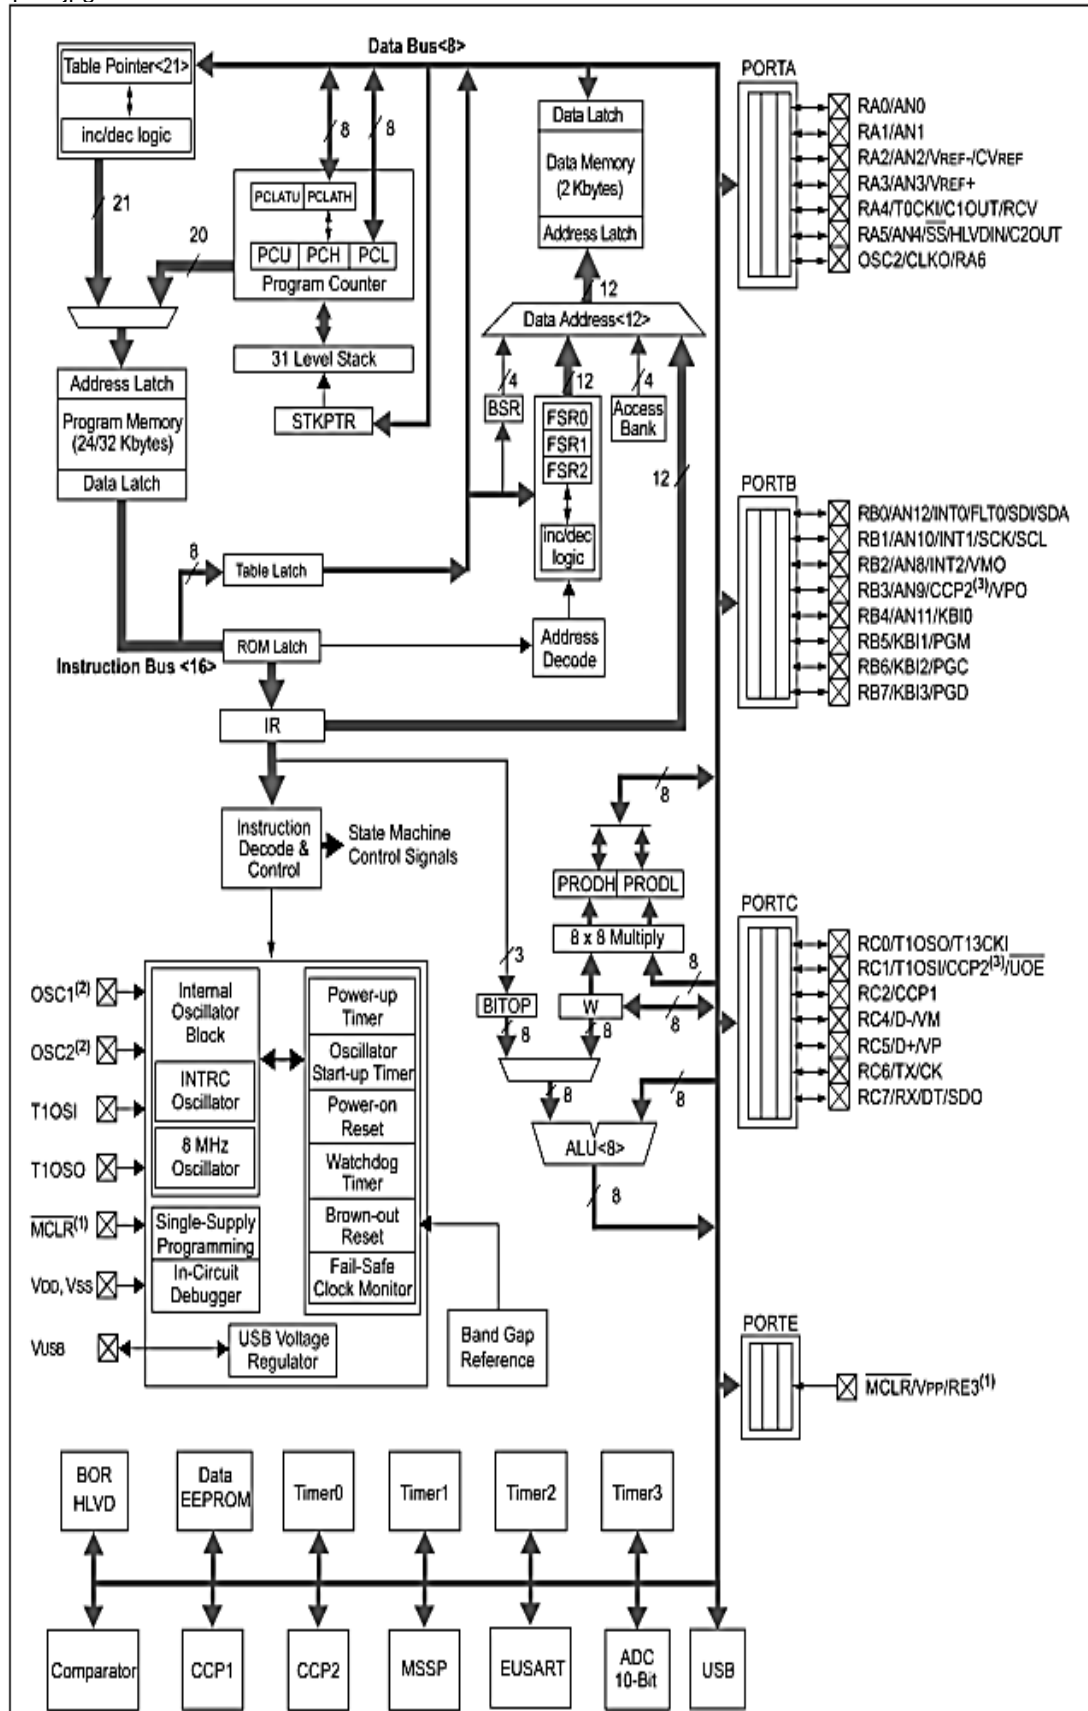 Data Bus<8>
Table Pointer<21>
inc/dec logic
21
20
8
8
PCLATU PCLATH
PCU PCH PCL
Program Counter
31 Level Stack
STKPTR
Address Latch
Program Memory
(24/32 Kbytes)
Data Latch
8
Table Latch
ROM Latch
Instruction Bus <16>
IR
Data Latch
Data Memory
(2 Kbytes)
Address Latch
12
Data Address<12>
4
12
4
BSR
FSR0
FSR1
FSR2
inc/dec
logic
Access
Bank
12
Address
Decode
Instruction
Decode &
Control
State Machine
Control Signals
8
PRODH PRODL
8 x 8 Multiply
3
8
BITOP
W
8
8
8
8
8
ALU<8>
8
OSC1(2)
OSC2(2)
T1OSI
T1OSO
MCLR(1)
VDD, VSS
VUSB
Internal
Oscillator
Block
INTRC
Oscillator
8 MHz
Oscillator
Single-Supply
Programming
In-Circuit
Debugger
Power-up
Timer
Oscillator
Start-up Timer
Power-on
Reset
Watchdog
Timer
Brown-out
Reset
Fail-Safe
Clock Monitor
USB Voltage
Regulator
Band Gap
Reference
PORTA
RA0/AN0
RA1/AN1
RA2/AN2/VREF-/CVREF
RA3/AN3/VREF+
RA4/T0CKI/C1OUT/RCV
RA5/AN4/SS/HLVDIN/C2OUT
OSC2/CLKO/RA6
PORTB
RB0/AN12/INT0/FLT0/SDI/SDA
RB1/AN10/INT1/SCK/SCL
RB2/AN8/INT2/VMO
RB3/AN9/CCP2(3)/VPO
RB4/AN11/KBI0
RB5/KBI1/PGM
RB6/KBI2/PGC
RB7/KBI3/PGD
PORTC
RC0/T1OSO/T13CKI
RC1/T1OSI/CCP2(3)/UOE
RC2/CCP1
RC4/D-/VM
RC5/D+/VP
RC6/TX/CK
RC7/RX/DT/SDO
PORTE
MCLR/VPP/RE3(1)
BOR
HLVD
Data
EEPROM
Timer0
Timer1
Timer2
Timer3
Comparator
CCP1
CCP2
MSSP
EUSART
ADC
10-Bit
USB